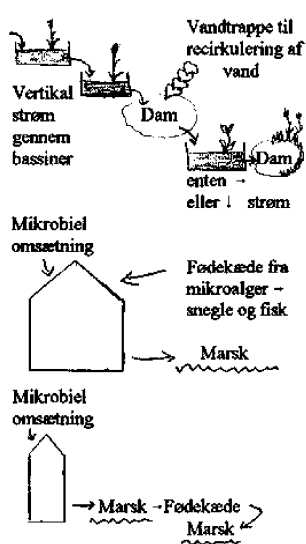 Vandtrappe til
recirkulering af
vand
Vertikal
strøm
gennem
bassiner
Dam
Dam
enten →
eller ↓ strøm
Mikrobiel
omsætning
Fødekæde fra
mikroalger →
snegle og fisk
Marsk
Mikrobiel
omsætning
Marsk → Fødekæde
Marsk